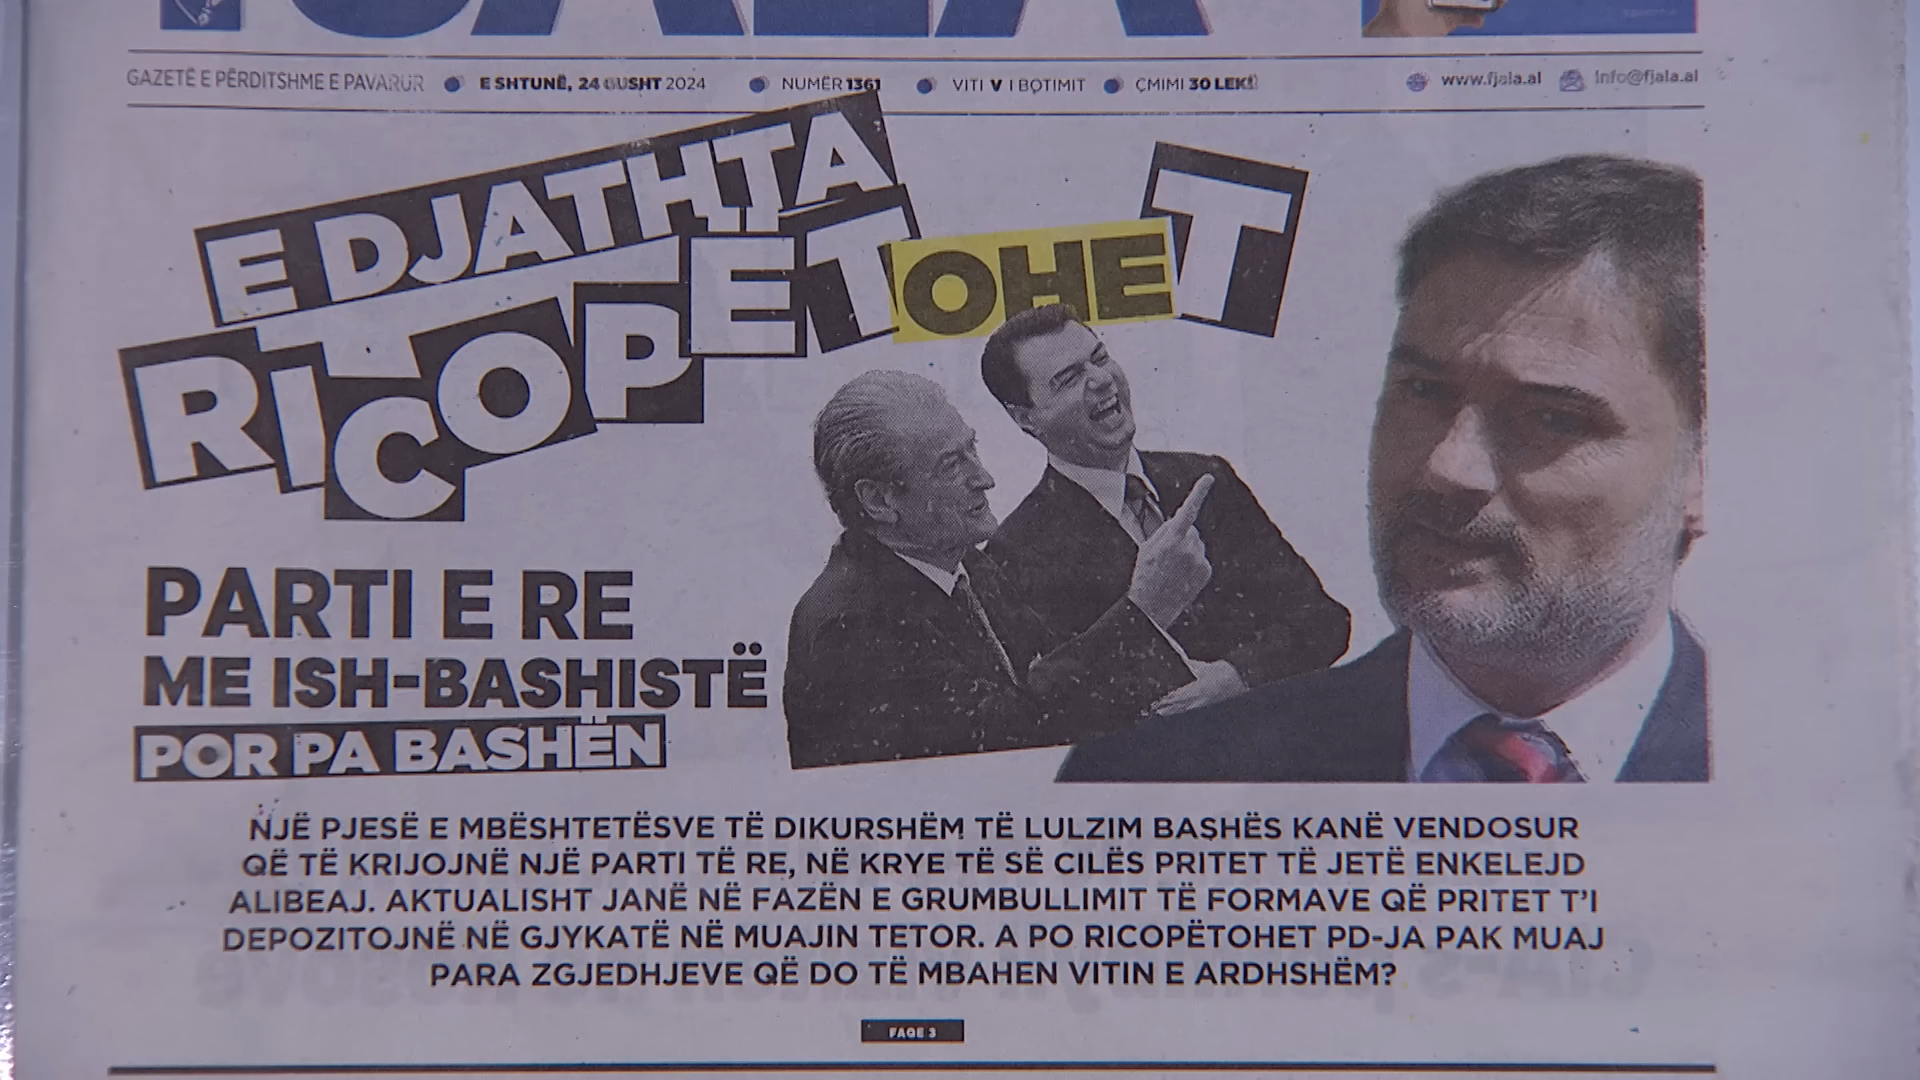 FJALA
GAZETË E PËRDITSHME E PAVARUR E SHTUNË, 24 GUSHT 2024 NUMËR 1361 VITI V I BOTIMIT ÇMIMI 30 LEKË www.fjala.al info@fjala.al
E DJATHTA
RICOPËTOHET
PARTI E RE
ME ISH-BASHISTË
POR PA BASHËN
NJË PJESË E MBËSHTETËSVE TË DIKURSHËM TË LULZIM BASHËS KANË VENDOSUR
QË TË KRIJOJNË NJË PARTI TË RE, NË KRYE TË SË CILËS PRITET TË JETË ENKELEJD
ALIBEAJ. AKTUALISHT JANË NË FAZËN E GRUMBULLIMIT TË FORMAVE QË PRITET T'I
DEPOZITOJNË NË GJYKATË NË MUAJIN TETOR. A PO RICOPËTOHET PD-JA PAK MUAJ
PARA ZGJEDHJEVE QË DO TË MBAHEN VITIN E ARDHSHËM?
FAQE 3